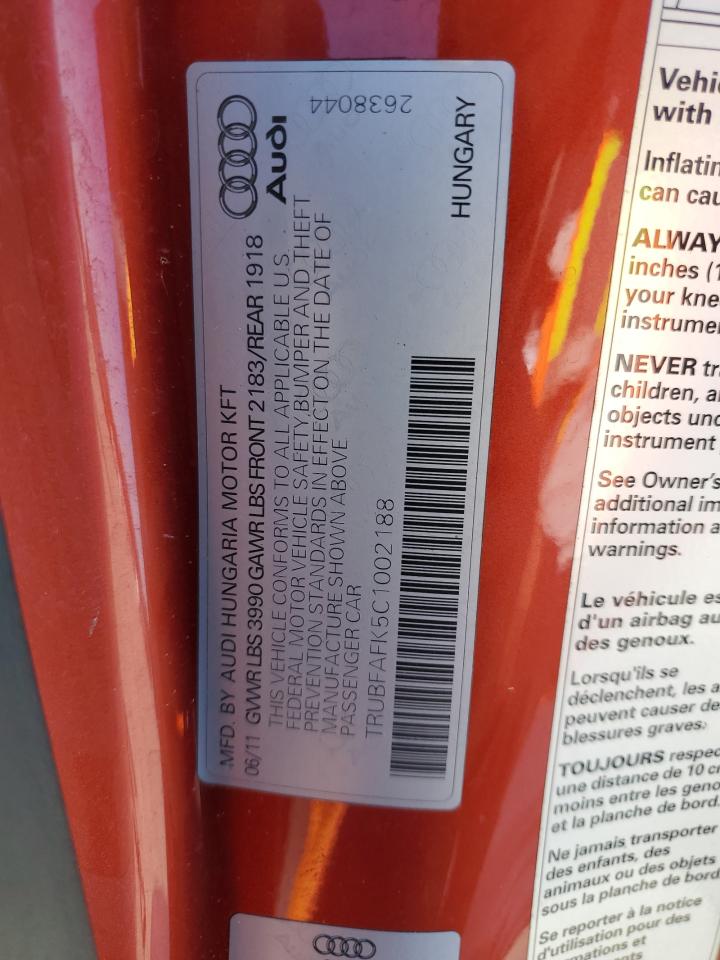 MFD. BY AUDI HUNGARIA MOTOR KFT
06/11 GVWR LBS 3990 GAWR LBS FRONT 2183/REAR 1918
THIS VEHICLE CONFORMS TO ALL APPLICABLE U.S.
FEDERAL MOTOR VEHICLE SAFETY, BUMPER AND THEFT
PREVENTION STANDARDS IN EFFECT ON THE DATE OF
MANUFACTURE SHOWN ABOVE
PASSENGER CAR
TRUBFAFK5C1002188
Audi
2638044
HUNGARY
with
Inflatin
can cau
ALWAY
inches (1
your kne
instrume
NEVER tr
children, a
objects und
instrument
See Owner's
additional im
information a
warnings.
Le véhicule es
d'un airbag au
des genoux.
Lorsqu'ils se
déclenchent, les a
peuvent causer de
blessures graves.
TOUJOURS respec
une distance de 10 c
moins entre les geno
et la planche de bord.
Ne jamais transporter
des enfants, des
animaux ou des objets
sous la planche de bord
Se reporter à la notice
d'utilisation pour des